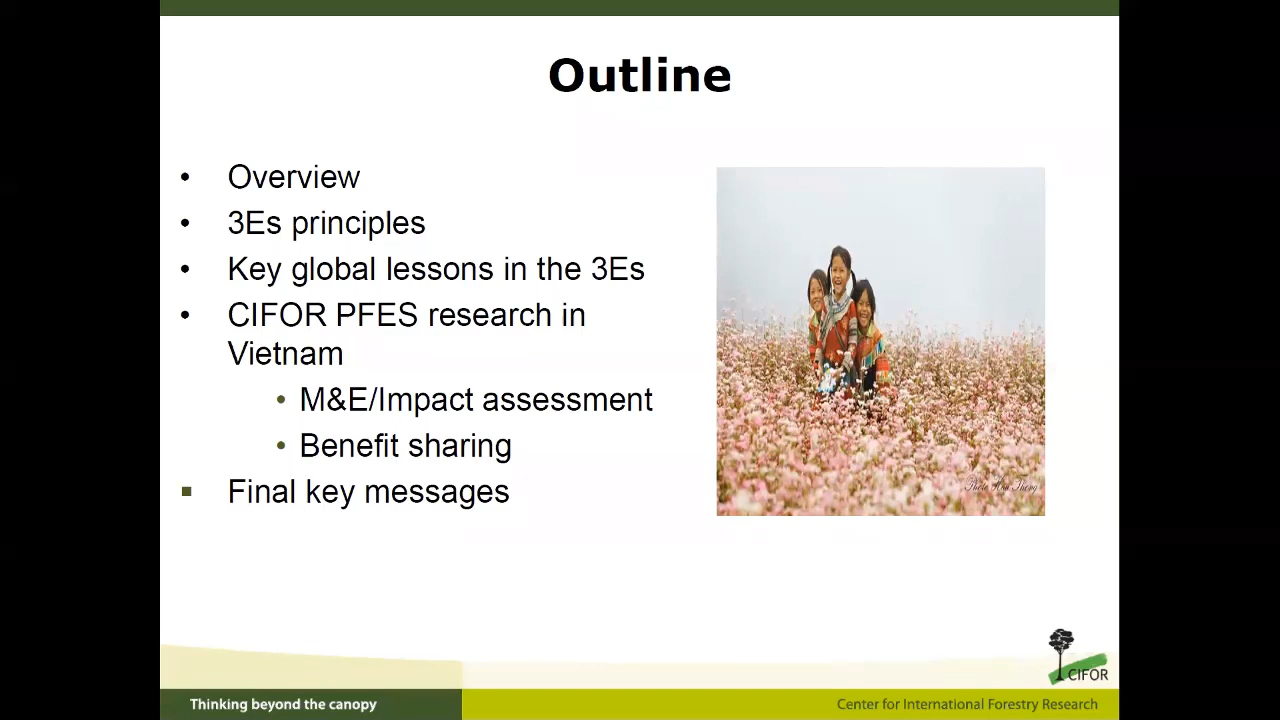 Outline
• Overview
• 3Es principles
• Key global lessons in the 3Es
• CIFOR PFES research in
Vietnam
• M&E/Impact assessment
• Benefit sharing
▪ Final key messages
CIFOR
Thinking beyond the canopy
Center for International Forestry Research